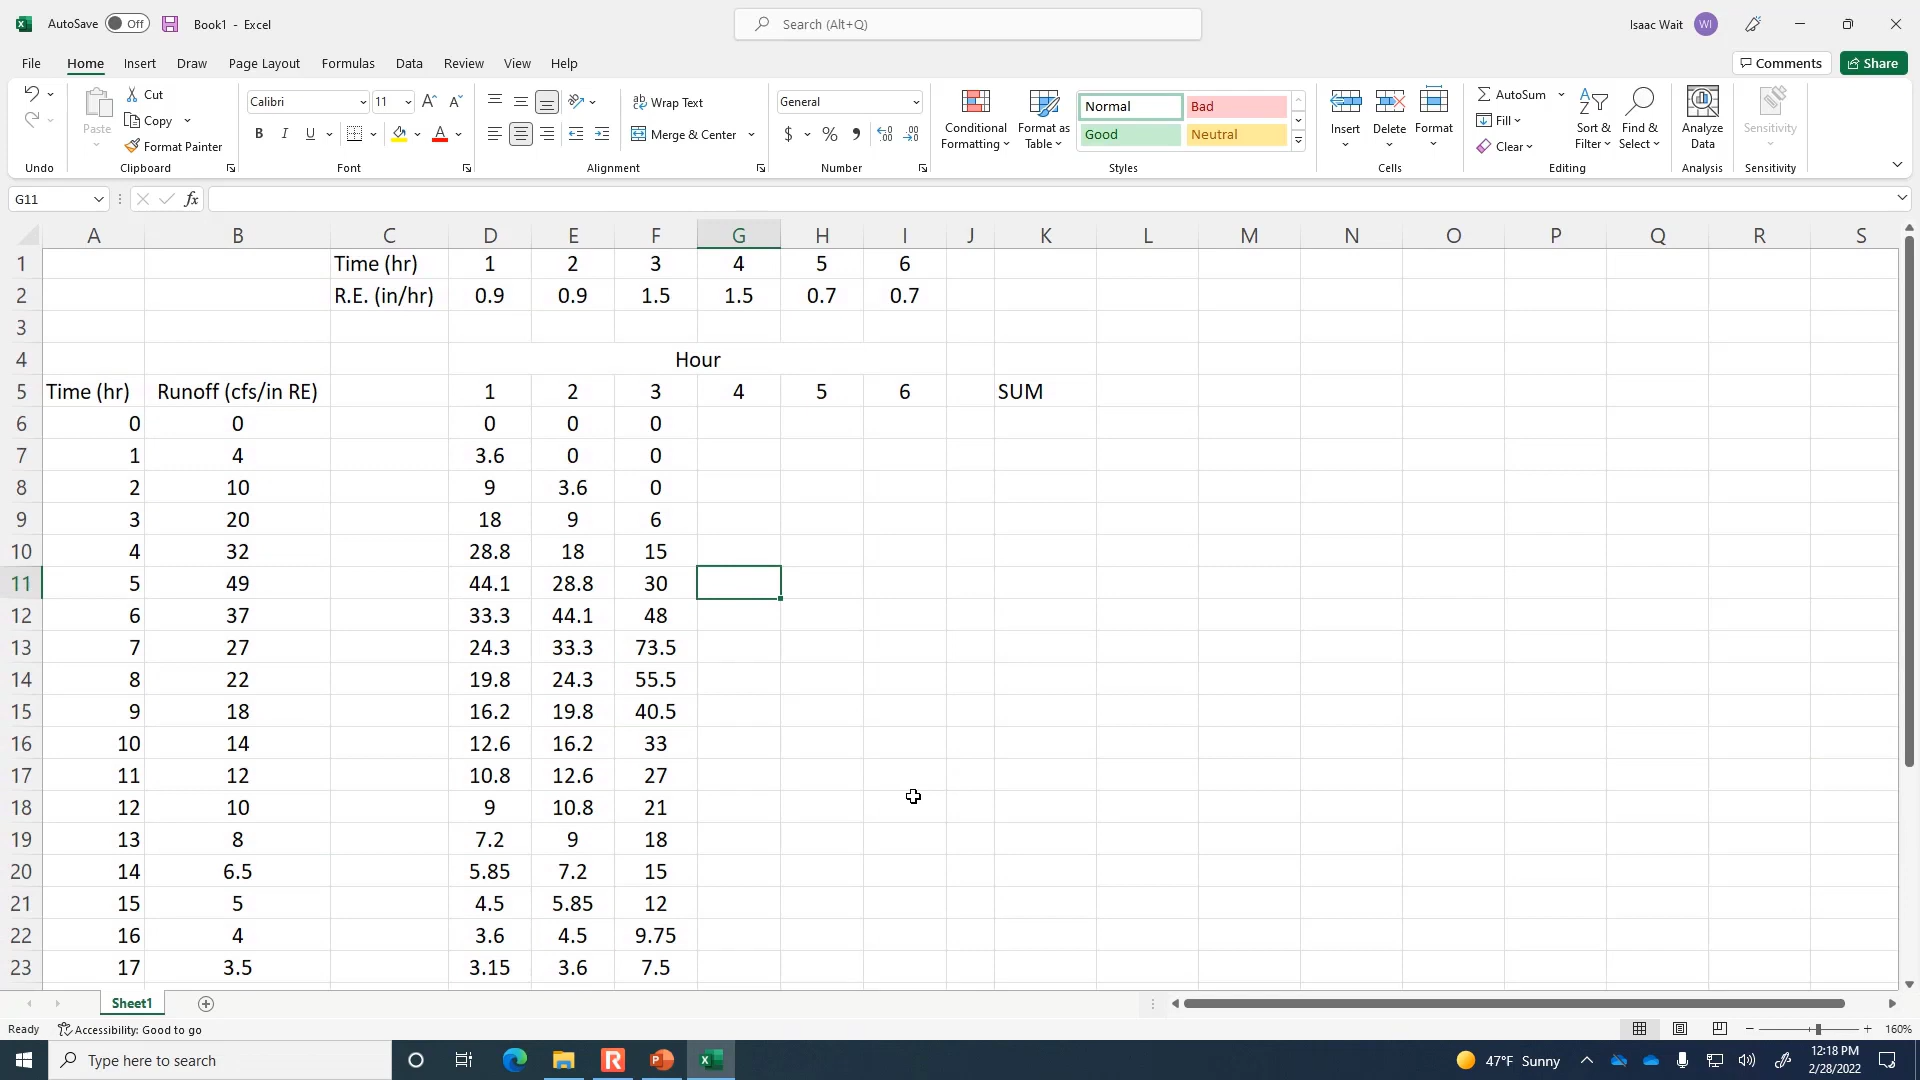 AutoSave Off Book1 - Excel Search (Alt+Q) Isaac Wait WI
File Home Insert Draw Page Layout Formulas Data Review View Help Comments Share
Cut
Copy
Format Painter
Paste
Undo Clipboard
Calibri 11
B I U
Font
Wrap Text
Merge & Center
Alignment
General
$ % 9
Number
Conditional Formatting
Format as Table
Normal Bad
Good Neutral
Styles
Insert Delete Format
Cells
AutoSum
Fill
Clear
Sort & Filter
Find & Select
Editing
Analyze Data
Analysis
Sensitivity
Sensitivity
G11 fx
A B C D E F G H I J K L M N O P Q R S
1 Time (hr) 1 2 3 4 5 6
2 R.E. (in/hr) 0.9 0.9 1.5 1.5 0.7 0.7
3
4 Hour
5 Time (hr) Runoff (cfs/in RE) 1 2 3 4 5 6 SUM
6 0 0 0 0 0
7 1 4 3.6 0 0
8 2 10 9 3.6 0
9 3 20 18 9 6
10 4 32 28.8 18 15
11 5 49 44.1 28.8 30
12 6 37 33.3 44.1 48
13 7 27 24.3 33.3 73.5
14 8 22 19.8 24.3 55.5
15 9 18 16.2 19.8 40.5
16 10 14 12.6 16.2 33
17 11 12 10.8 12.6 27
18 12 10 9 10.8 21
19 13 8 7.2 9 18
20 14 6.5 5.85 7.2 15
21 15 5 4.5 5.85 12
22 16 4 3.6 4.5 9.75
23 17 3.5 3.15 3.6 7.5
Sheet1
Ready Accessibility: Good to go 160%
Type here to search 47°F Sunny 12:18 PM
2/28/2022